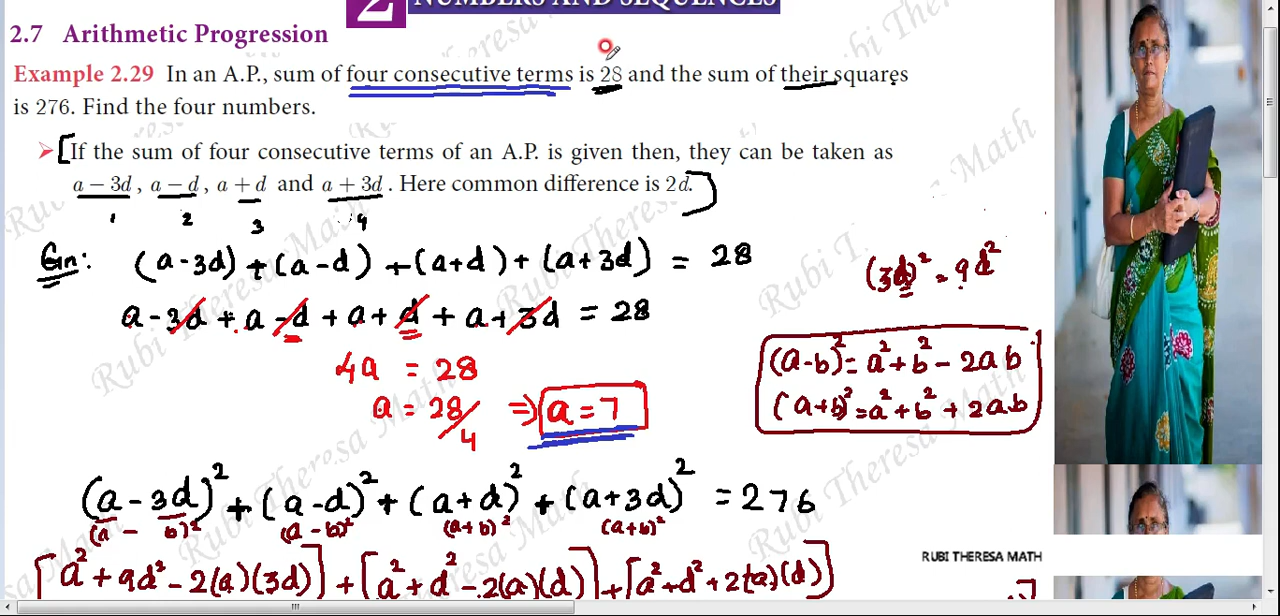 2 NUMBERS AND SEQUENCES
2.7 Arithmetic Progression
Example 2.29 In an A.P., sum of four consecutive terms is 28 and the sum of their squares
is 276. Find the four numbers.
➤ [If the sum of four consecutive terms of an A.P. is given then, they can be taken as
a − 3d, a − d, a + d and a + 3d. Here common difference is 2d.]
1 2 3 4
Gn: (a-3d) + (a-d) + (a+d) + (a+3d) = 28
(3d)² = 9d²
a - 3d + a - d + a + d + a + 3d = 28
4a = 28
(a-b)² = a² + b² - 2ab
(a+b)² = a² + b² + 2ab
a = 28/4 ⇒ a = 7
(a - 3d)² + (a-d)² + (a+d)² + (a+3d)² = 276
(a - b)² (a-b)² (a+b)² (a+b)²
RUBI THERESA MATH
[a² + 9d² - 2(a)(3d)] + [a² + d² - 2(a)(d)] + [a² + d² + 2(a)(d)]
Rubi Theresa Math